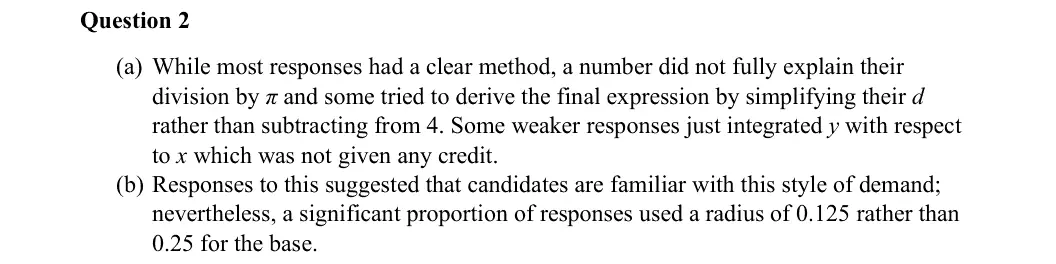 Question 2
(a) While most responses had a clear method, a number did not fully explain their
division by π and some tried to derive the final expression by simplifying their d
rather than subtracting from 4. Some weaker responses just integrated y with respect
to x which was not given any credit.
(b) Responses to this suggested that candidates are familiar with this style of demand;
nevertheless, a significant proportion of responses used a radius of 0.125 rather than
0.25 for the base.